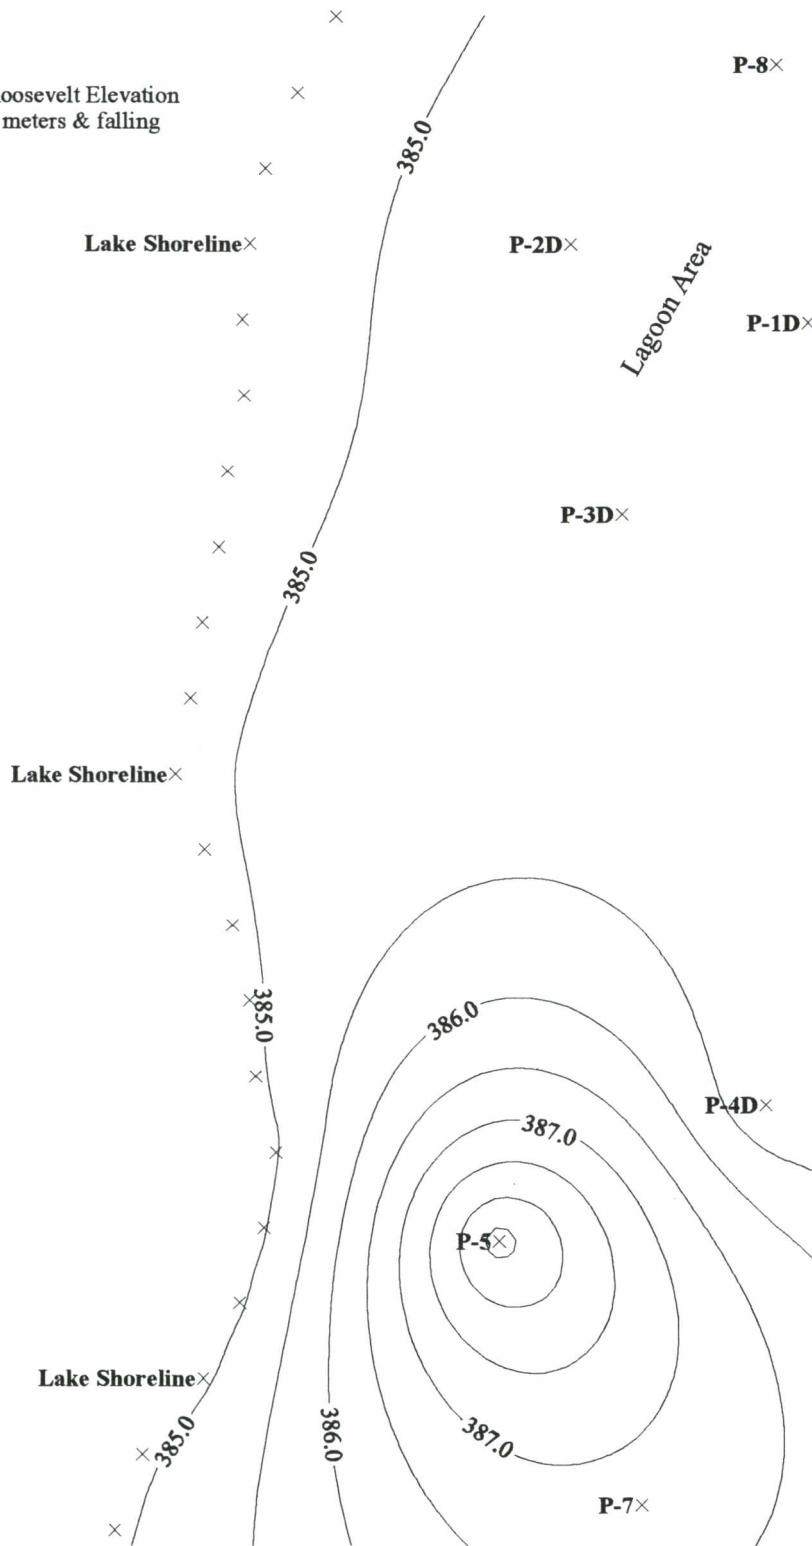 P-8
oosevelt Elevation
meters & falling
385.0
Lake Shoreline
P-2D
Lagoon Area
P-1D
P-3D
385.0
Lake Shoreline
385.0
386.0
P-4D
387.0
P-5
Lake Shoreline
385.0
386.0
387.0
P-7